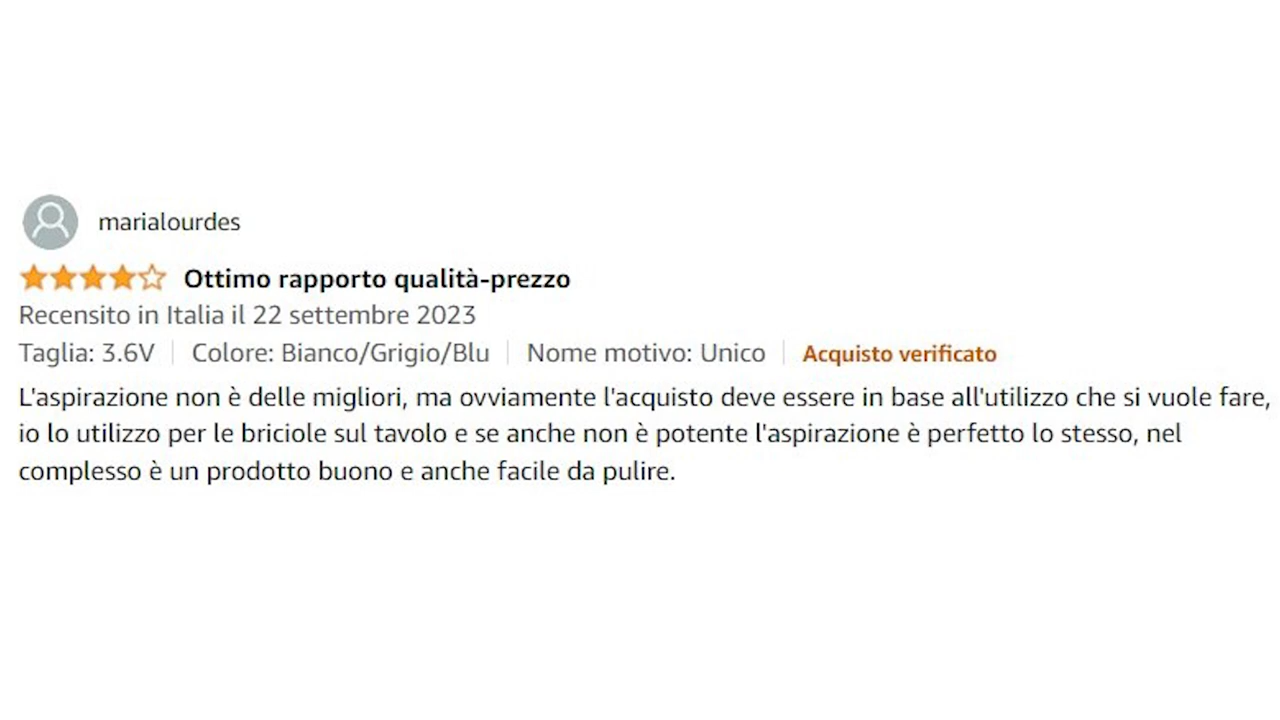 marialourdes
Ottimo rapporto qualità-prezzo
Recensito in Italia il 22 settembre 2023
Taglia: 3.6V | Colore: Bianco/Grigio/Blu | Nome motivo: Unico | Acquisto verificato
L'aspirazione non è delle migliori, ma ovviamente l'acquisto deve essere in base all'utilizzo che si vuole fare,
io lo utilizzo per le briciole sul tavolo e se anche non è potente l'aspirazione è perfetto lo stesso, nel
complesso è un prodotto buono e anche facile da pulire.